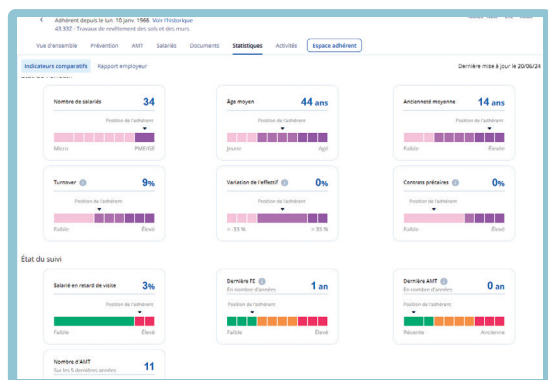 Adhérent depuis le lun. 10 janv. 1966. Voir l'historique
43.33Z - Travaux de revêtement des sols et des murs
Vue d'ensemble Prévention AMT Salariés Documents Statistiques Activités Espace adhérent
Indicateurs comparatifs Rapport employeur Dernière mise à jour le 20/06/24
Nombre de salariés 34
Position de l'adhérent
Micro PME/GE
Age moyen 44 ans
Position de l'adhérent
Jeune Agé
Ancienneté moyenne 14 ans
Position de l'adhérent
Faible Élevée
Turnover 9%
Position de l'adhérent
Faible Élevé
Variation de l'effectif 0%
Position de l'adhérent
< -33 % > 33 %
Contrats précaires 0%
Position de l'adhérent
Faible Élevé
État du suivi
Salarié en retard de visite 3%
Position de l'adhérent
Faible Élevé
Dernière FE 1 an
En nombre d'années
Position de l'adhérent
Faible Élevé
Dernière AMT 0 an
En nombre d'années
Position de l'adhérent
Récente Ancienne
Nombre d'AMT 11
Sur les 5 dernières années